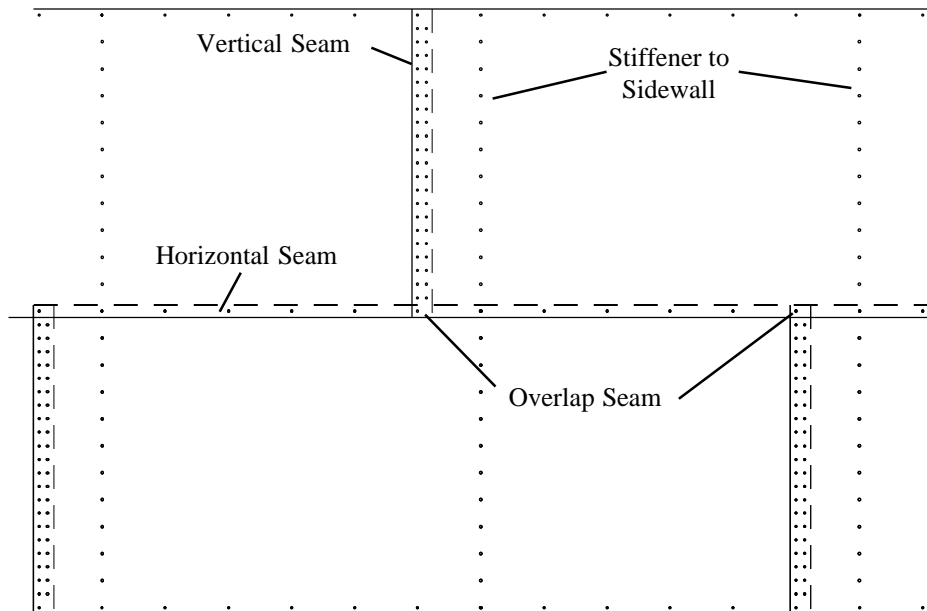 Vertical Seam
Stiffener to
Sidewall
Horizontal Seam
Overlap Seam